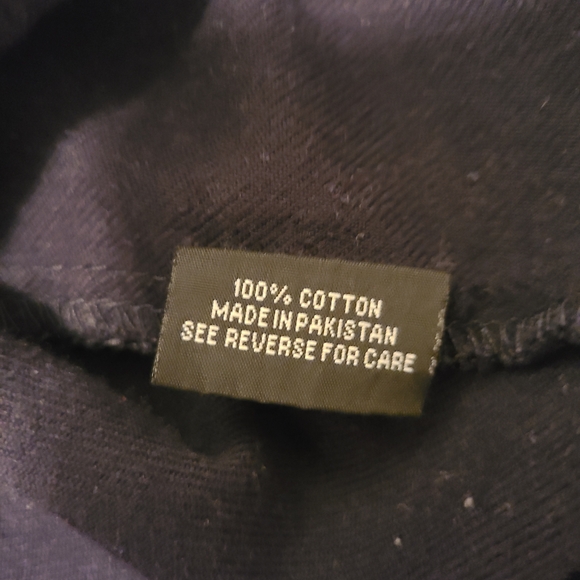 100% COTTON
MADE IN PAKISTAN
SEE REVERSE FOR CARE